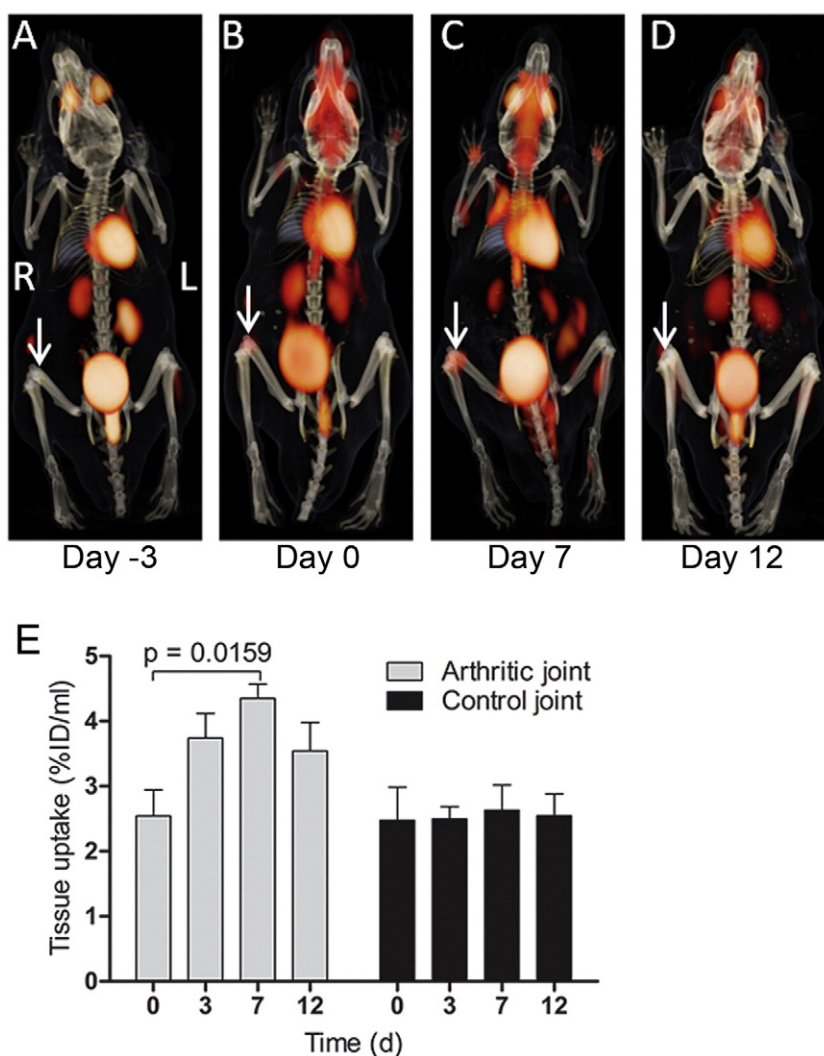 A B C D
R L
Day -3 Day 0 Day 7 Day 12
E
p = 0.0159
Arthritic joint
Control joint
Tissue uptake (%ID/ml)
5
4
3
2
1
0
0 3 7 12 0 3 7 12
Time (d)